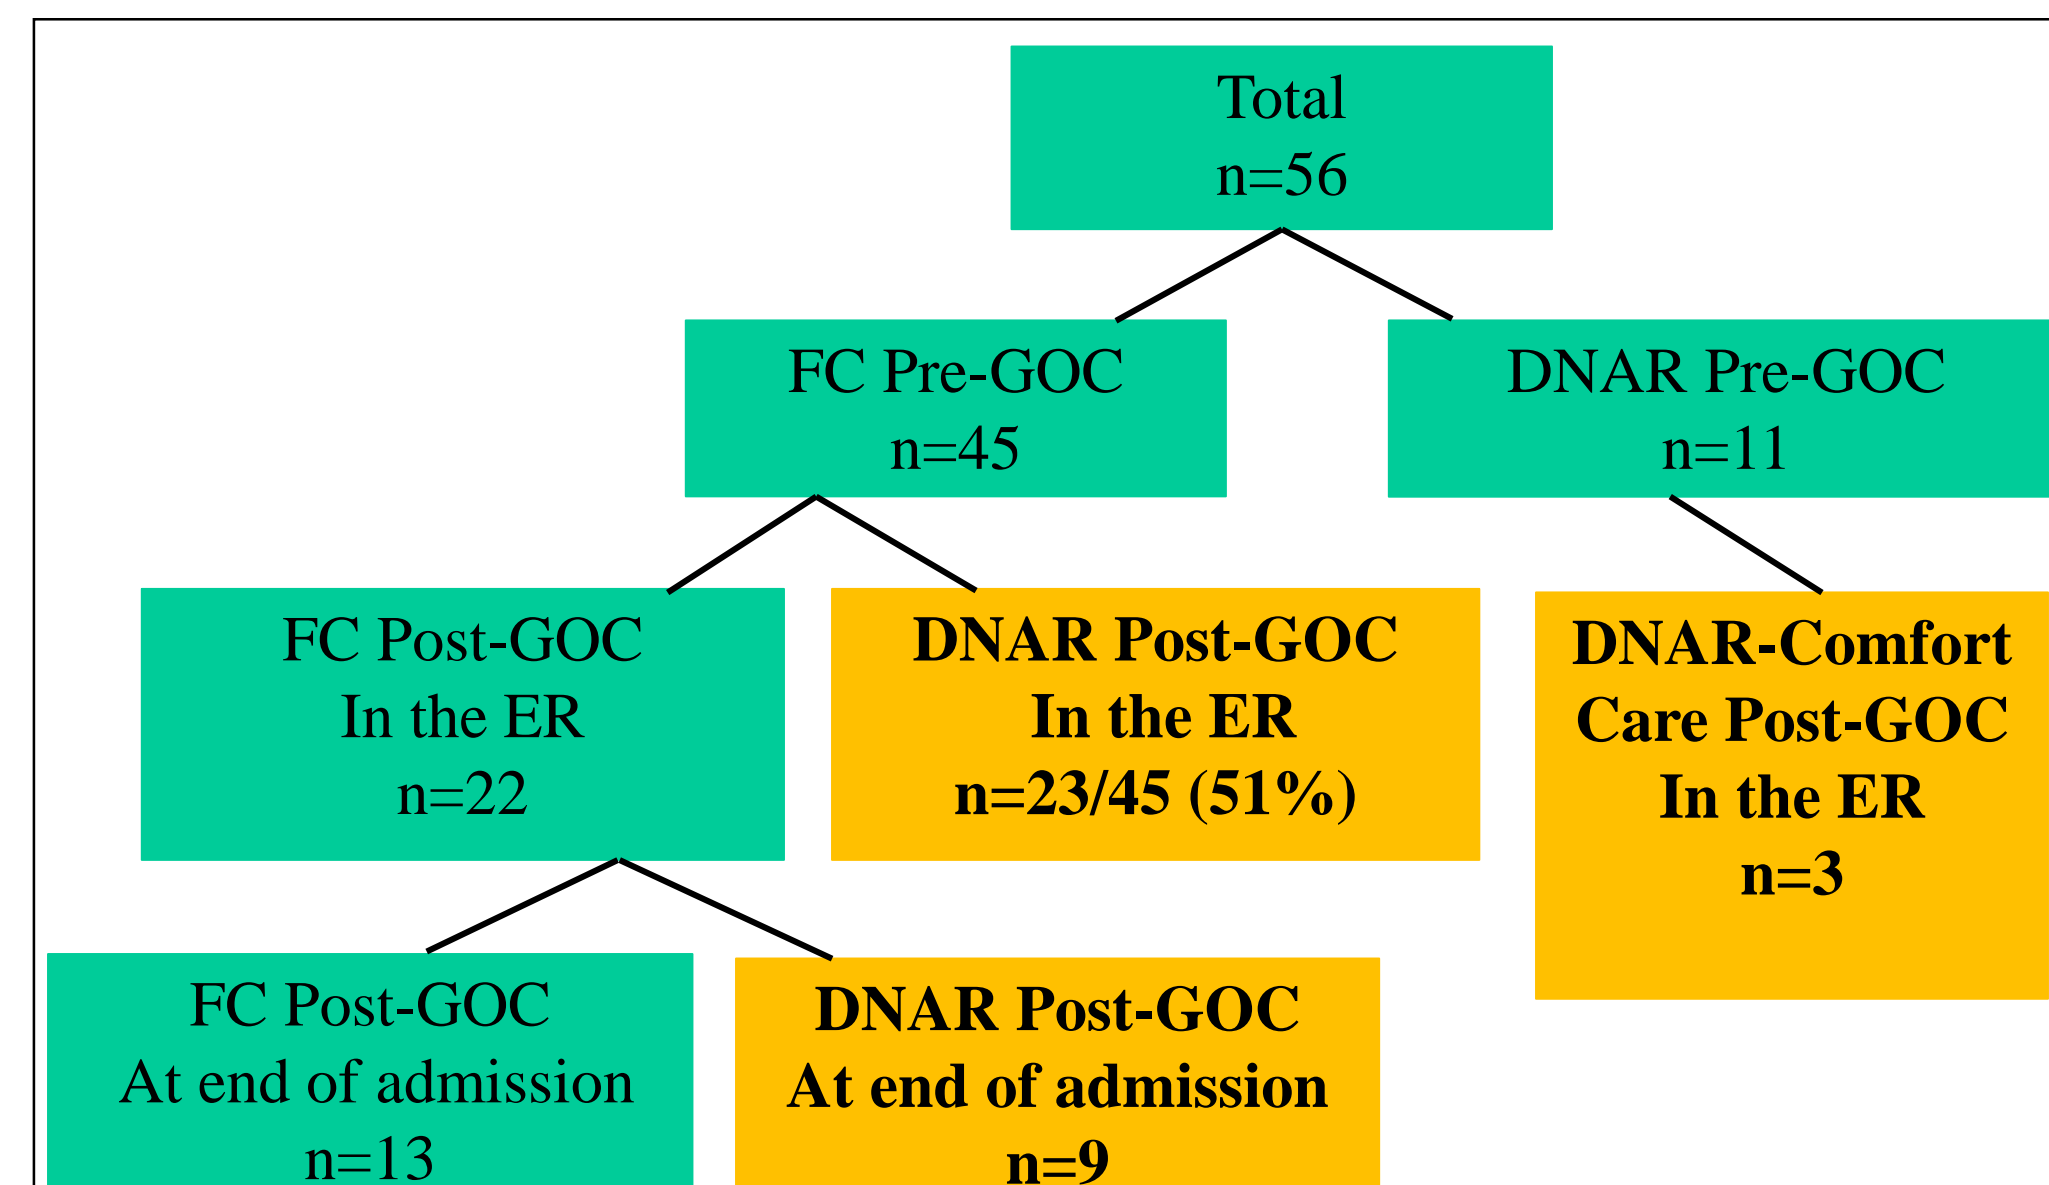 Total
n=56
FC Pre-GOC
n=45
DNAR Pre-GOC
n=11
FC Post-GOC
In the ER
n=22
DNAR Post-GOC
In the ER
n=23/45 (51%)
DNAR-Comfort
Care Post-GOC
In the ER
n=3
FC Post-GOC
At end of admission
n=13
DNAR Post-GOC
At end of admission
n=9